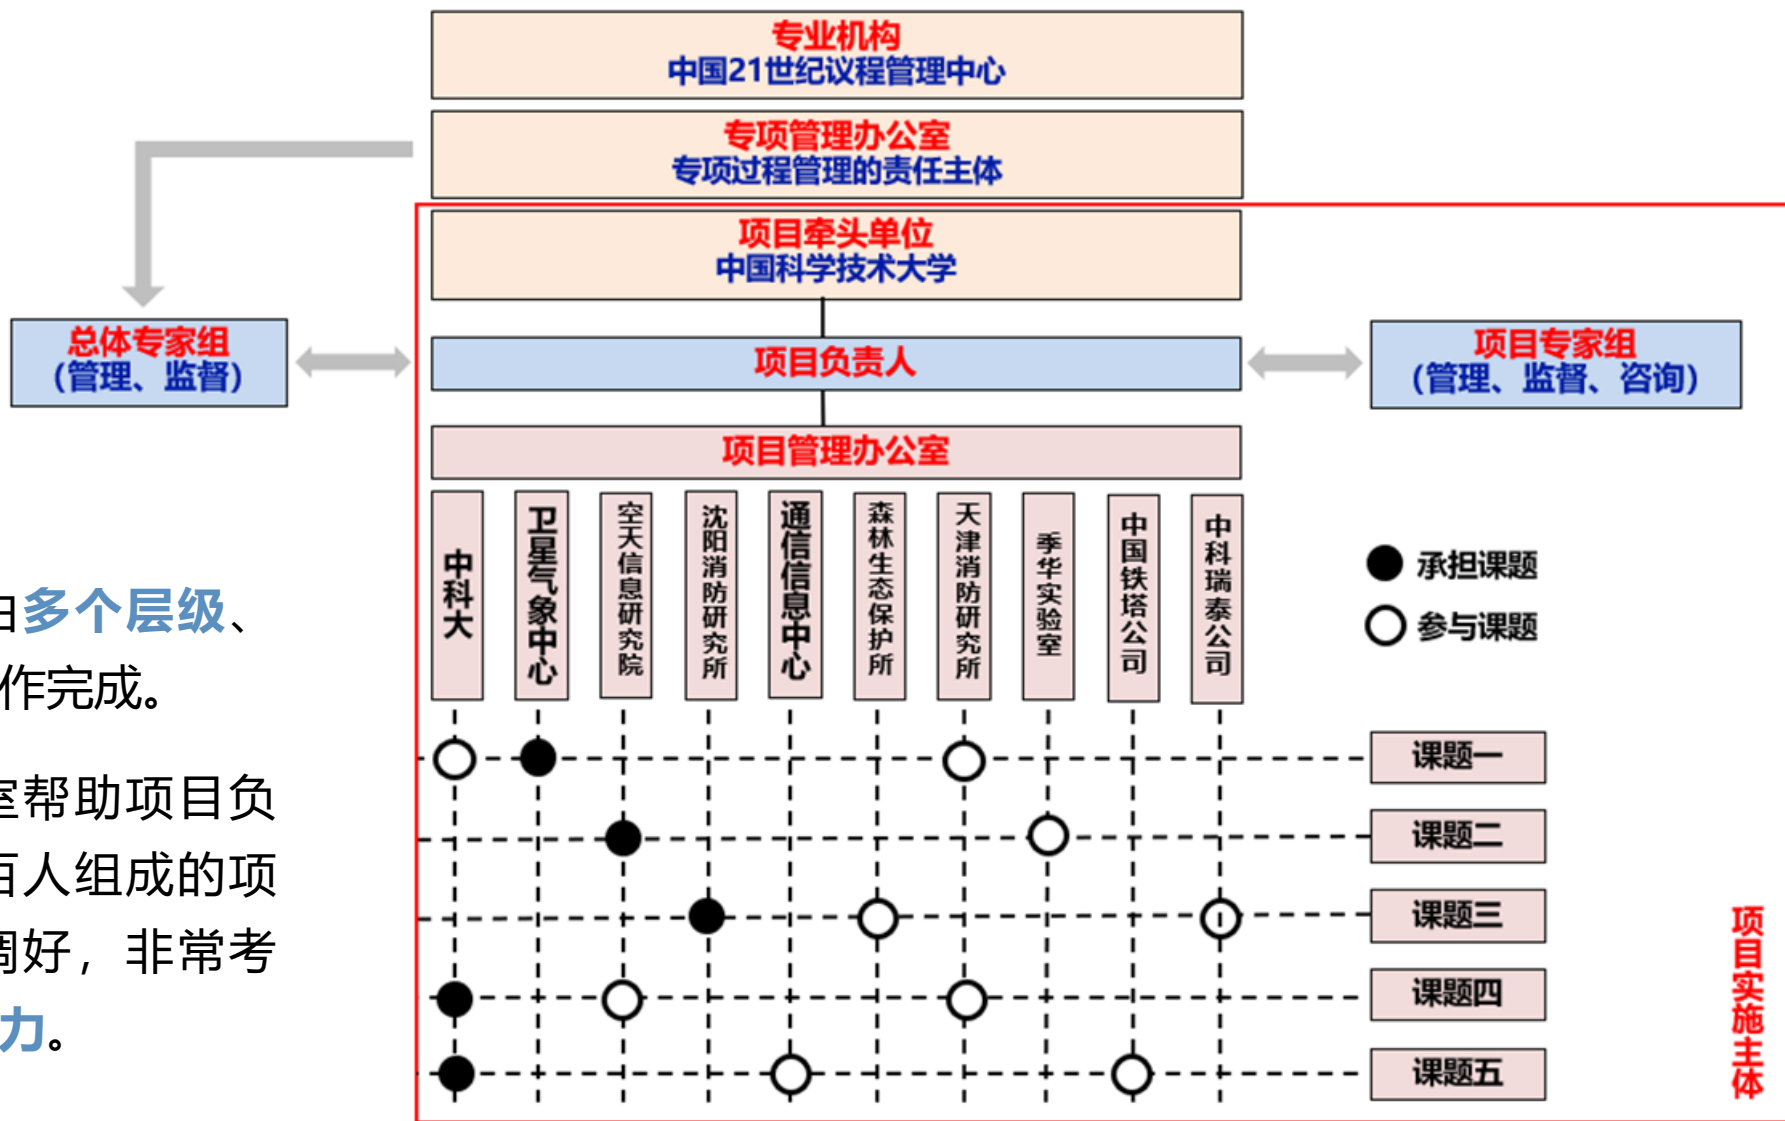 专业机构
中国21世纪议程管理中心
专项管理办公室
专项过程管理的责任主体
项目牵头单位
中国科学技术大学
总体专家组
（管理、监督）
项目负责人
项目专家组
（管理、监督、咨询）
项目管理办公室
中科大
卫星气象中心
空天信息研究院
沈阳消防研究所
通信信息中心
森林生态保护所
天津消防研究所
季华实验室
中国铁塔公司
中科瑞泰公司
承担课题
参与课题
由多个层级、
作完成。
室帮助项目负
百人组成的项
调好，非常考
力。
课题一
课题二
课题三
课题四
课题五
项目实施主体